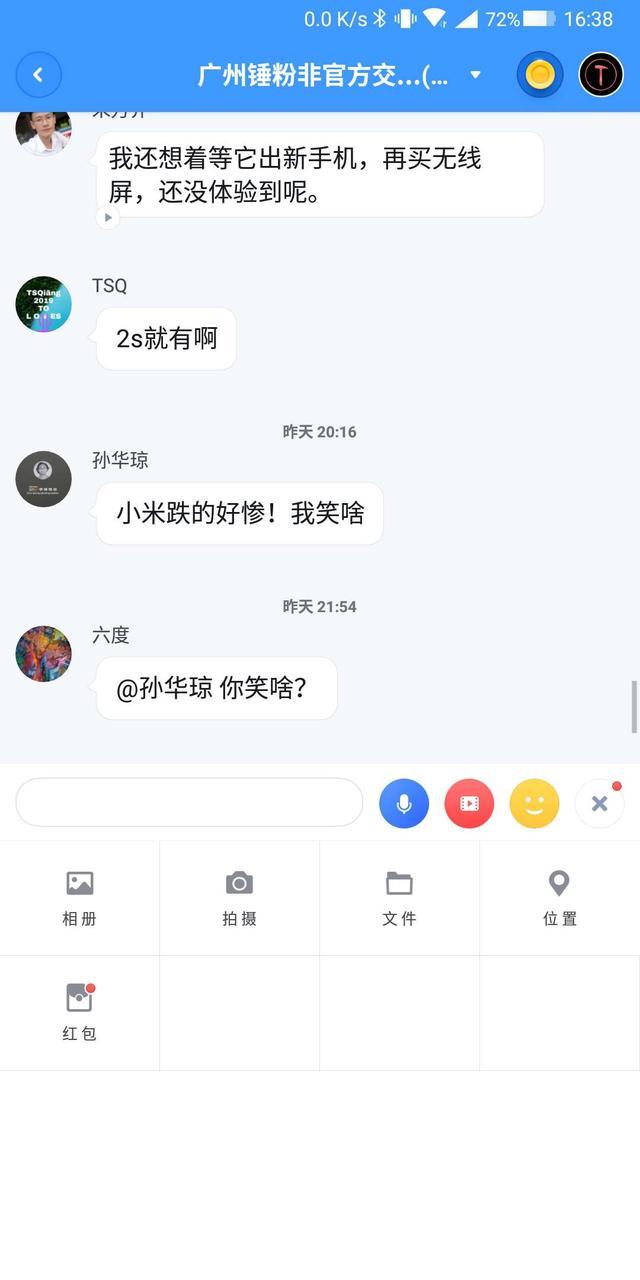 0.0 K/s 72% 16:38
广州锤粉非官方交...(...
我还想着等它出新手机，再买无线
屏，还没体验到呢。
TSQiang
2019
TO
TSQ
2s就有啊
昨天 20:16
孙华琼
小米跌的好惨！我笑啥
昨天 21:54
六度
@孙华琼 你笑啥？
相册
拍摄
文件
位置
红包